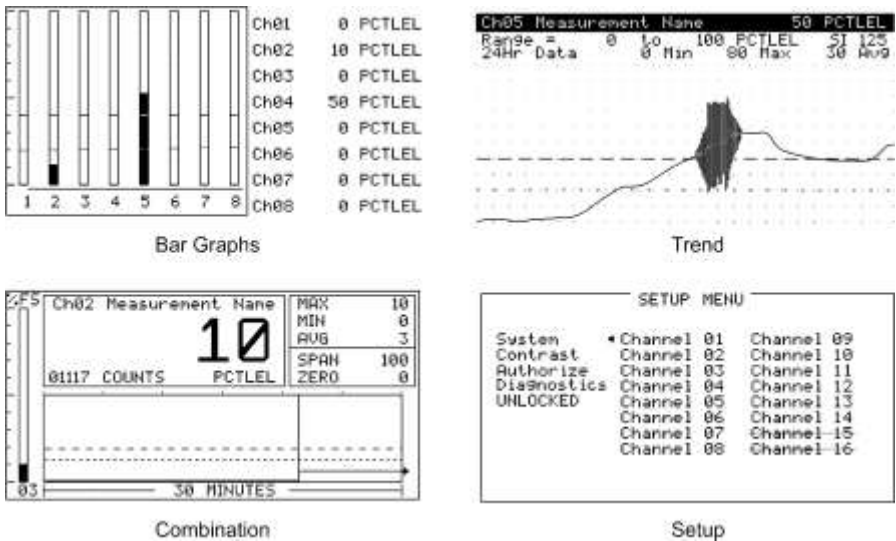 Ch01 0 PCTLEL
Ch02 10 PCTLEL
Ch03 0 PCTLEL
Ch04 50 PCTLEL
Ch05 0 PCTLEL
Ch06 0 PCTLEL
Ch07 0 PCTLEL
Ch08 0 PCTLEL
1 2 3 4 5 6 7 8
Bar Graphs
Ch05 Measurement Name 50 PCTLEL
Range = 0 to 100 PCTLEL SI 125
24Hr Data 0 Min 80 Max 30 Avg
Trend
%FS
Ch02 Measurement Name
10
01117 COUNTS PCTLEL
MAX 10
MIN 0
AVG 3
SPAN 100
ZERO 0
03
30 MINUTES
Combination
SETUP MENU
System Channel 01 Channel 09
Contrast Channel 02 Channel 10
Authorize Channel 03 Channel 11
Diagnostics Channel 04 Channel 12
UNLOCKED Channel 05 Channel 13
Channel 06 Channel 14
Channel 07 Channel 15
Channel 08 Channel 16
Setup